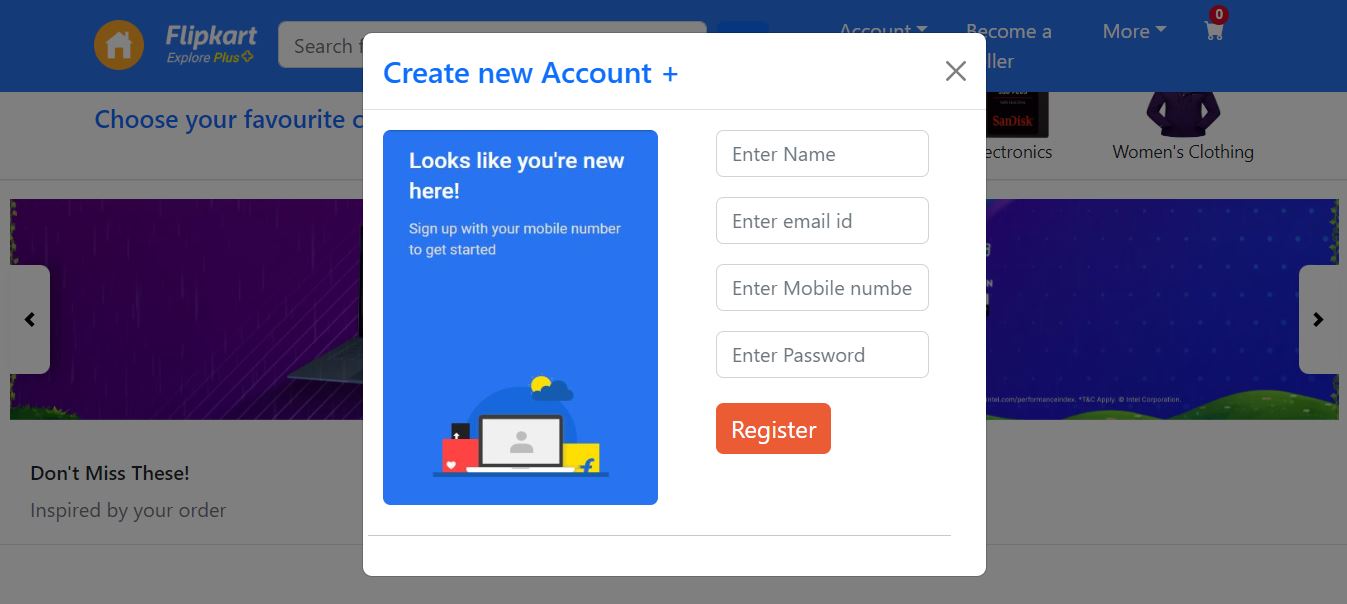 0
Flipkart
Explore Plus
Search f
Account
Become a
ller
More
Create new Account +
Choose your favourite c
SanDisk
ectronics
Women's Clothing
Looks like you're new
here!
Sign up with your mobile number
to get started
Enter Name
Enter email id
Enter Mobile numbe
Enter Password
Register
ntel.com/performanceindex. *T&C Apply. © Intel Corporation.
Don't Miss These!
Inspired by your order